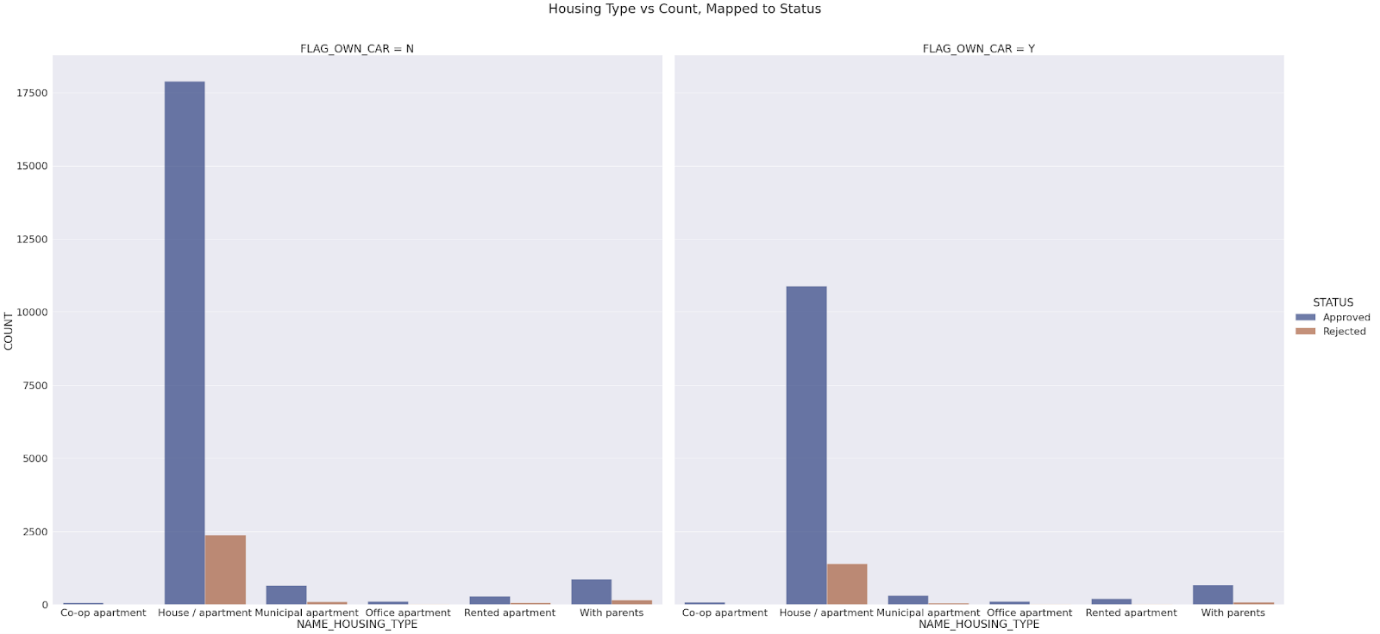 Housing Type vs Count, Mapped to Status
FLAG_OWN_CAR = N
FLAG_OWN_CAR = Y
COUNT
17500
15000
12500
10000
7500
5000
2500
0
Co-op apartment House / apartment Municipal apartment Office apartment Rented apartment With parents
NAME_HOUSING_TYPE
Co-op apartment House / apartment Municipal apartment Office apartment Rented apartment With parents
NAME_HOUSING_TYPE
STATUS
Approved
Rejected